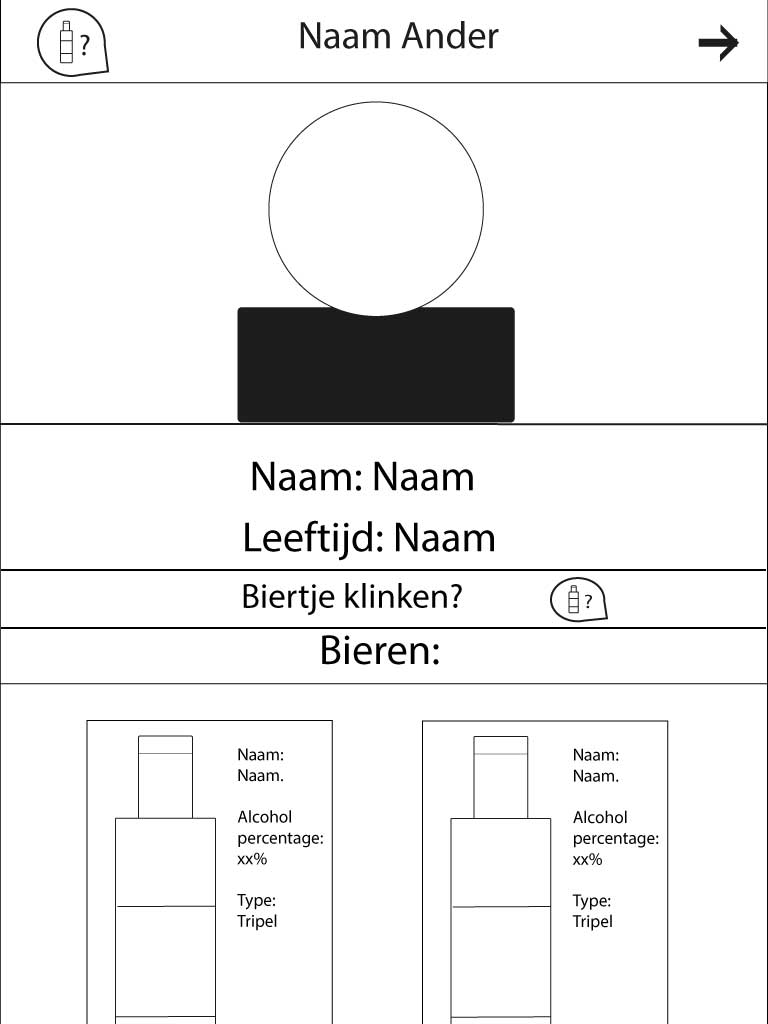 ?
Naam Ander
Naam: Naam
Leeftijd: Naam
Biertje klinken?
?
Bieren:
Naam:
Naam.
Alcohol
percentage:
xx%
Type:
Tripel
Naam:
Naam.
Alcohol
percentage:
xx%
Type:
Tripel